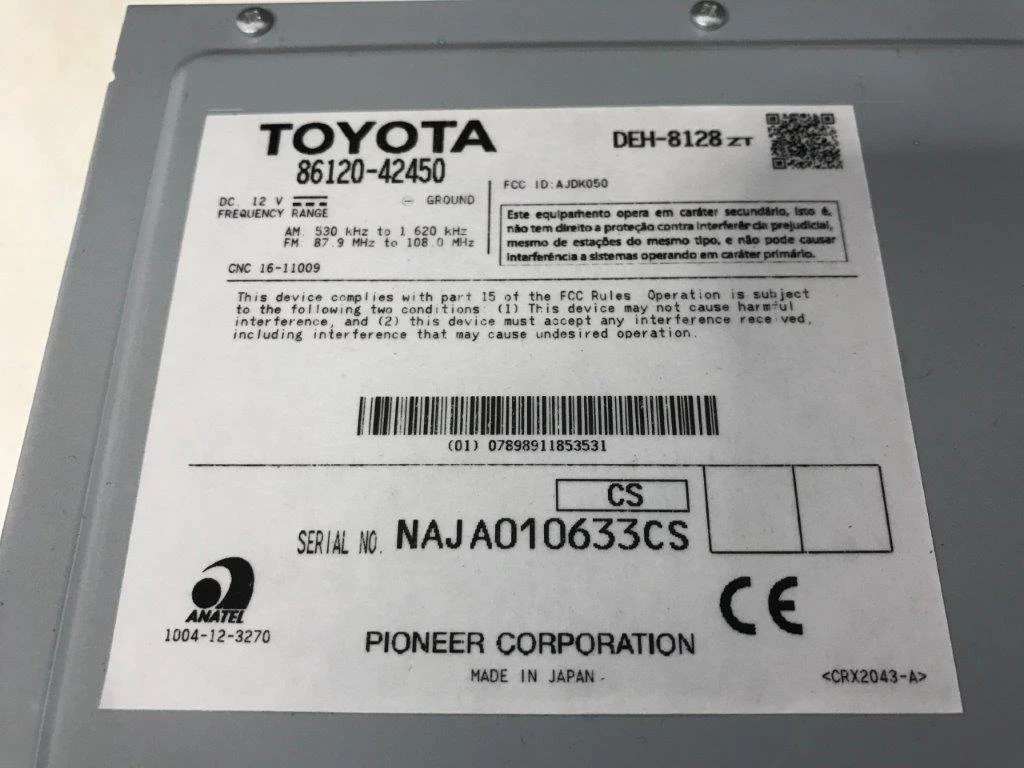 TOYOTA
86120-42450
DEH-8128 ZT
DC. 12 V
GROUND
FREQUENCY RANGE
AM. 530 kHz to 1 620 kHz
FM. 87.9 MHz to 108.0 MHz
CNC 16-11009
FCC ID:AJDK050
Este equipamento opera em caráter secundário, isto é,
não tem direito a proteção contra interferência prejudicial,
mesmo de estações do mesmo tipo, e não pode causar
interferência a sistemas operando em caráter primário.
This device complies with part 15 of the FCC Rules Operation is subject
to the following two conditions: (1) This device may not cause harmful
interference, and (2) this device must accept any interference received,
including interference that may cause undesired operation.
(01) 07898911853531
CS
SERIAL NO. NAJA010633CS
ANATEL
1004-12-3270
CE
PIONEER CORPORATION
MADE IN JAPAN
<CRX2043-A>